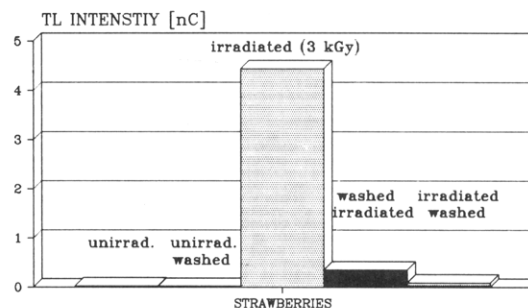 TL INTENSTIY [nC]
irradiated (3 kGy)
5
4
3
2
1
0
washed
irradiated
irradiated
washed
unirrad.
unirrad.
washed
STRAWBERRIES